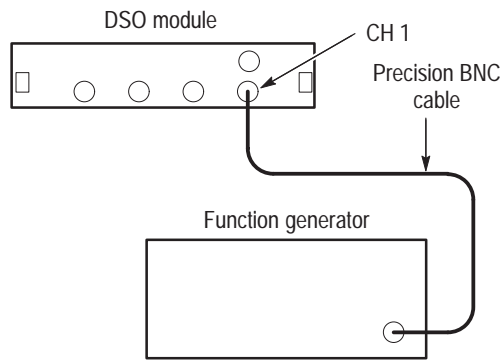 DSO module
CH 1
Precision BNC
cable
Function generator